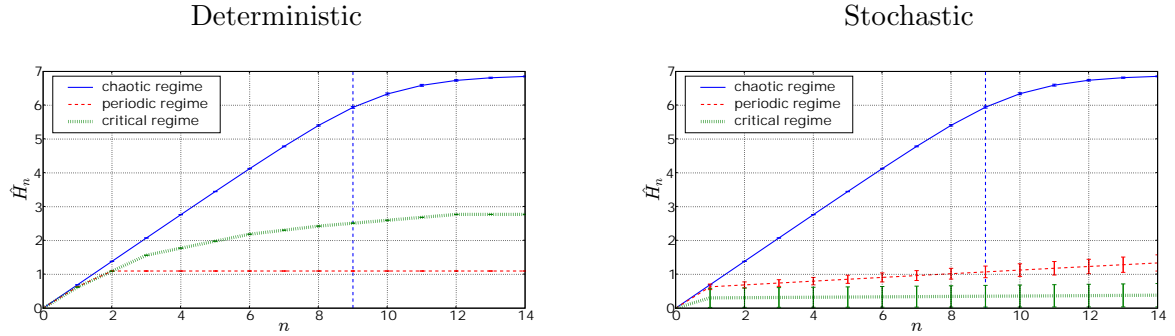 Deterministic
7
6
5
4
3
2
1
0
Ĥn
chaotic regime
periodic regime
critical regime
0 2 4 6 8 10 12 14
n
Stochastic
7
6
5
4
3
2
1
0
Ĥn
chaotic regime
periodic regime
critical regime
0 2 4 6 8 10 12 14
n